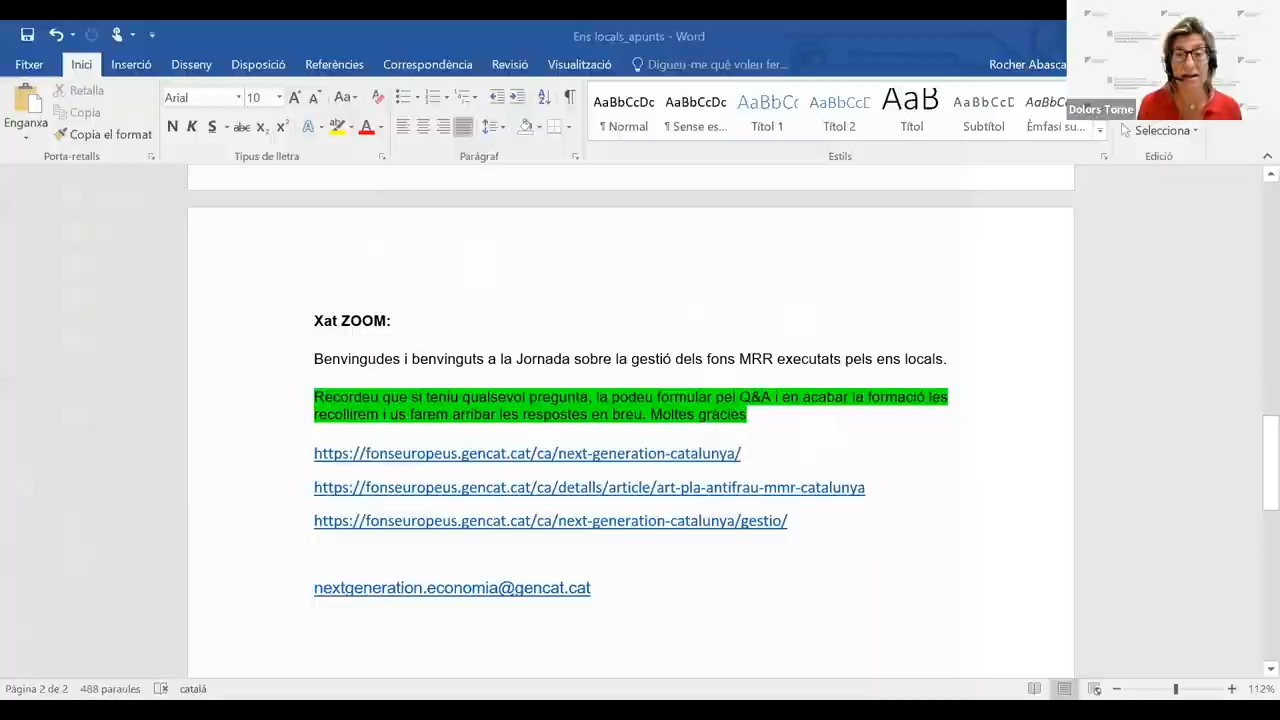 Ens locals_apunts - Word
Fitxer Inici Inserció Disseny Disposició Referències Correspondència Revisió Visualització Digueu-me què voleu fer... Rocher Abasca
Dolors Torne
Enganxa
Retalla
Copia
Copia el format
Porta-retalls
Arial 10
N K S abc X₂ X²
Tipus de lletra
Paràgraf
AaBbCcDc AaBbCcDc AaBbCc AaBbCcD AaB AaBbCcD AaBbCc
¶ Normal ¶ Sense es... Títol 1 Títol 2 Títol Subtítol Èmfasi su...
Estils
Selecciona
Edició
Xat ZOOM:
Benvingudes i benvinguts a la Jornada sobre la gestió dels fons MRR executats pels ens locals.
Recordeu que si teniu qualsevol pregunta, la podeu formular pel Q&A i en acabar la formació les
recollirem i us farem arribar les respostes en breu. Moltes gràcies
https://fonseuropeus.gencat.cat/ca/next-generation-catalunya/
https://fonseuropeus.gencat.cat/ca/detalls/article/art-pla-antifrau-mmr-catalunya
https://fonseuropeus.gencat.cat/ca/next-generation-catalunya/gestio/
nextgeneration.economia@gencat.cat
Pàgina 2 de 2 488 paraules català 112%